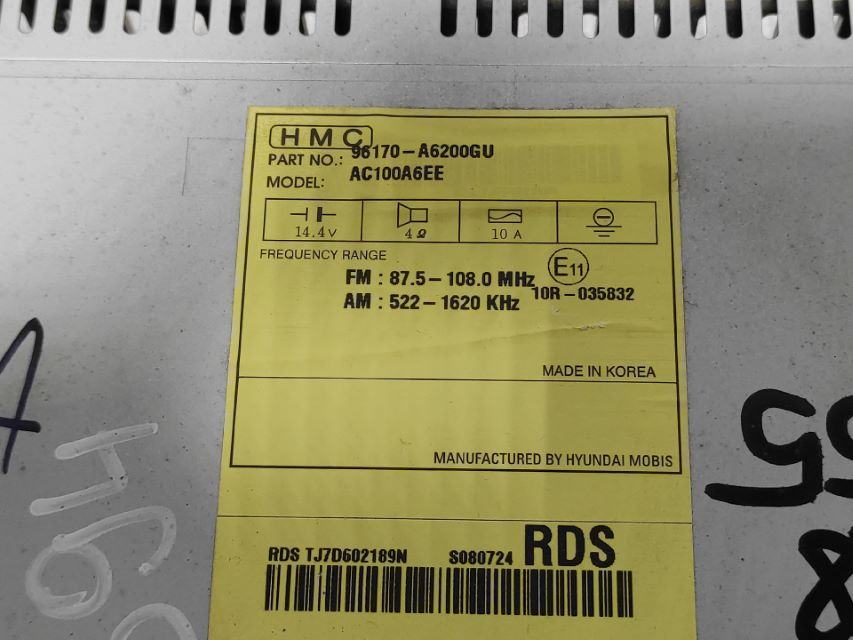 HMC
PART NO.: 96170-A6200GU
MODEL: AC100A6EE
14.4V 4Ω 10 A
FREQUENCY RANGE
FM : 87.5-108.0 MHz E11
AM : 522-1620 KHz 10R-035832
MADE IN KOREA
MANUFACTURED BY HYUNDAI MOBIS
RDS TJ7D602189N S080724 RDS